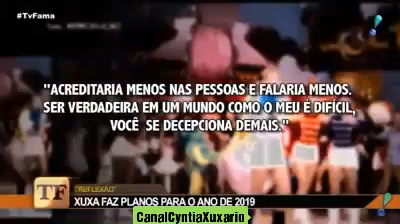 #TvFama
"ACREDITARIA MENOS NAS PESSOAS E FALARIA MENOS.
SER VERDADEIRA EM UM MUNDO COMO O MEU É DIFÍCIL,
VOCÊ SE DECEPCIONA DEMAIS."
TF
"REFLEXÃO"
XUXA FAZ PLANOS PARA O ANO DE 2019
CanalCyntiaXuxario